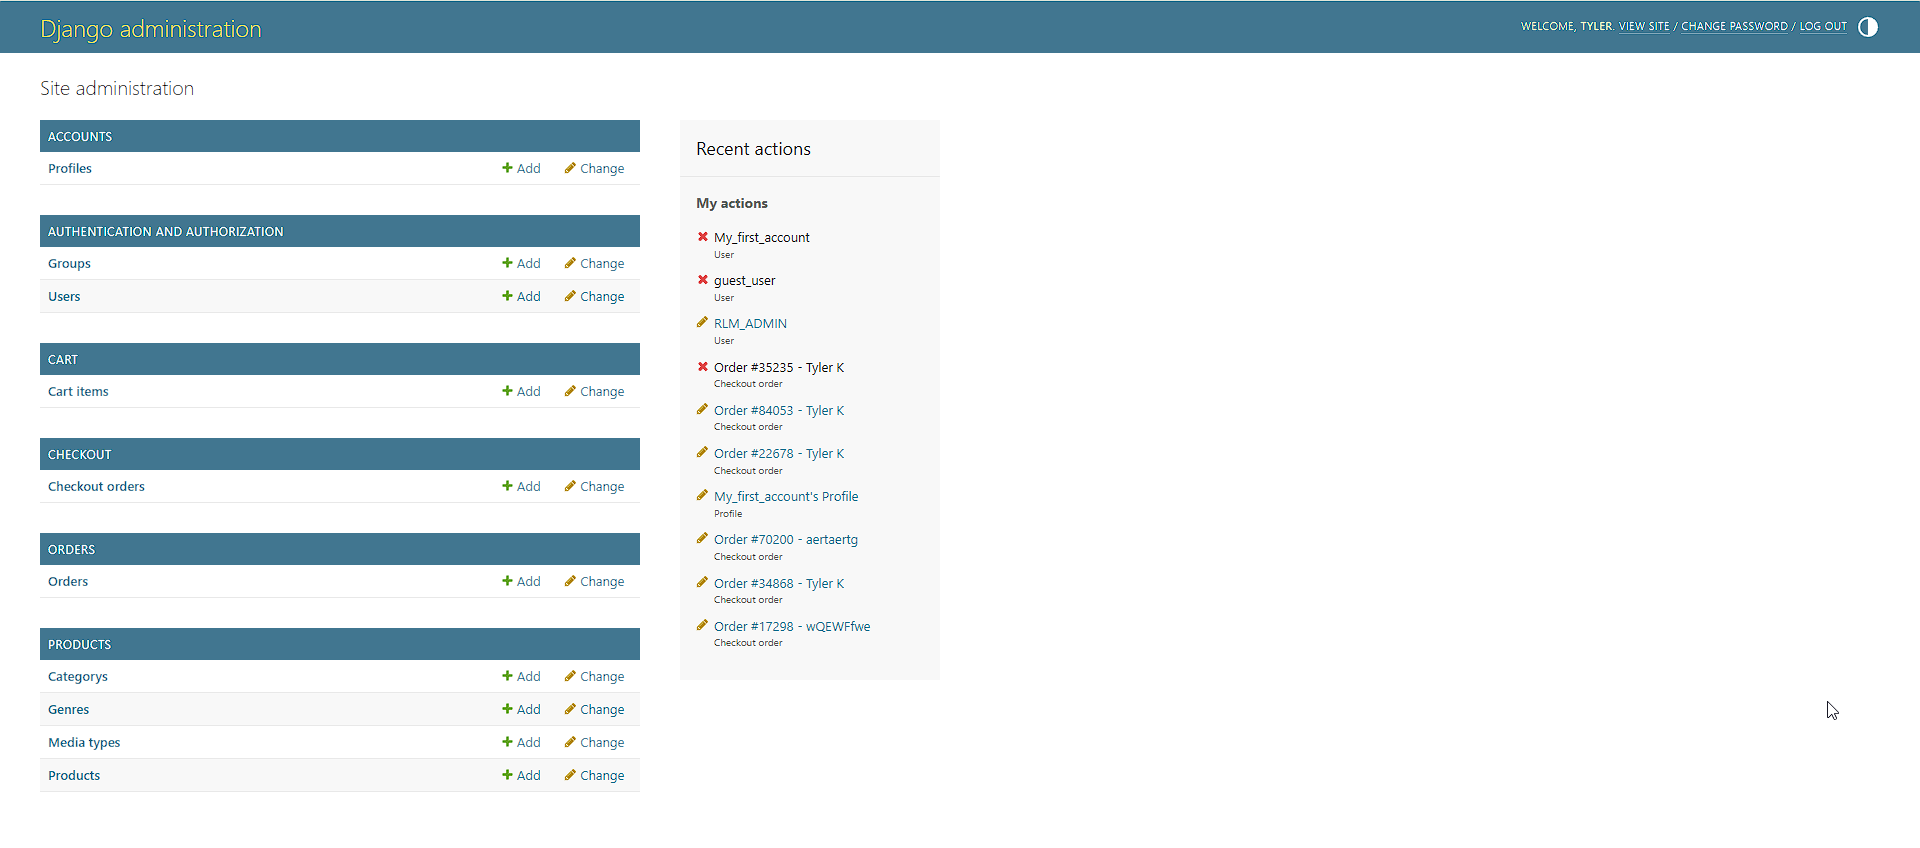 Django administration
WELCOME, TYLER. VIEW SITE / CHANGE PASSWORD / LOG OUT
Site administration
ACCOUNTS
Profiles Add Change
AUTHENTICATION AND AUTHORIZATION
Groups Add Change
Users Add Change
CART
Cart items Add Change
CHECKOUT
Checkout orders Add Change
ORDERS
Orders Add Change
PRODUCTS
Categorys Add Change
Genres Add Change
Media types Add Change
Products Add Change
Recent actions
My actions
My_first_account
User
guest_user
User
RLM_ADMIN
User
Order #35235 - Tyler K
Checkout order
Order #84053 - Tyler K
Checkout order
Order #22678 - Tyler K
Checkout order
My_first_account's Profile
Profile
Order #70200 - aertaertg
Checkout order
Order #34868 - Tyler K
Checkout order
Order #17298 - wQEWFfwe
Checkout order